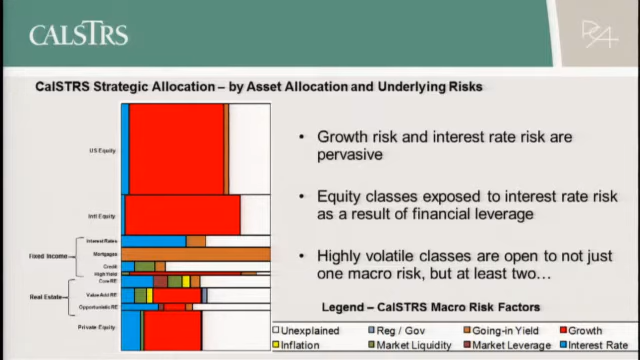 CALSTRS
RCA
CalSTRS Strategic Allocation – by Asset Allocation and Underlying Risks
US Equity
Intl Equity
Fixed Income
Interest Rates
Mortgages
Credit
High Yield
Real Estate
Core RE
Value Add RE
Opportunistic RE
Private Equity
• Growth risk and interest rate risk are
pervasive
• Equity classes exposed to interest rate risk
as a result of financial leverage
• Highly volatile classes are open to not just
one macro risk, but at least two…
Legend – CalSTRS Macro Risk Factors
Unexplained Reg / Gov Going-in Yield Growth
Inflation Market Liquidity Market Leverage Interest Rate